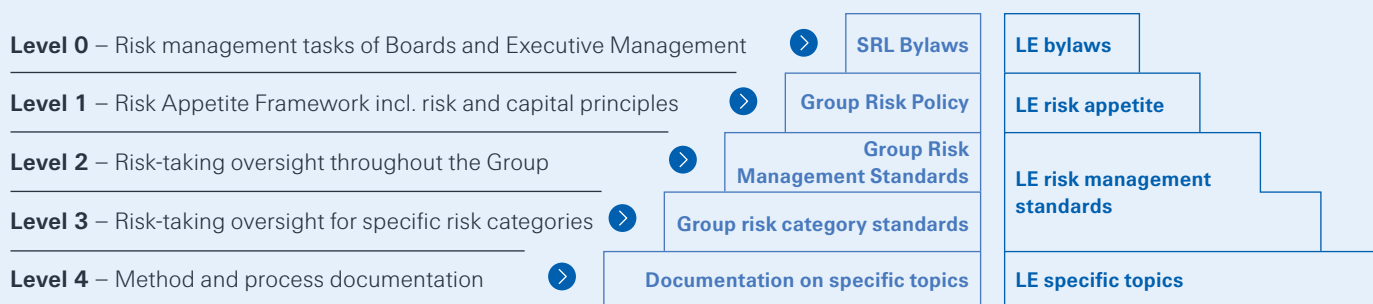 Level 0 – Risk management tasks of Boards and Executive Management
SRL Bylaws
LE bylaws
Level 1 – Risk Appetite Framework incl. risk and capital principles
Group Risk Policy
LE risk appetite
Level 2 – Risk-taking oversight throughout the Group
Group Risk
Management Standards
LE risk management
standards
Level 3 – Risk-taking oversight for specific risk categories
Group risk category standards
Level 4 – Method and process documentation
Documentation on specific topics
LE specific topics